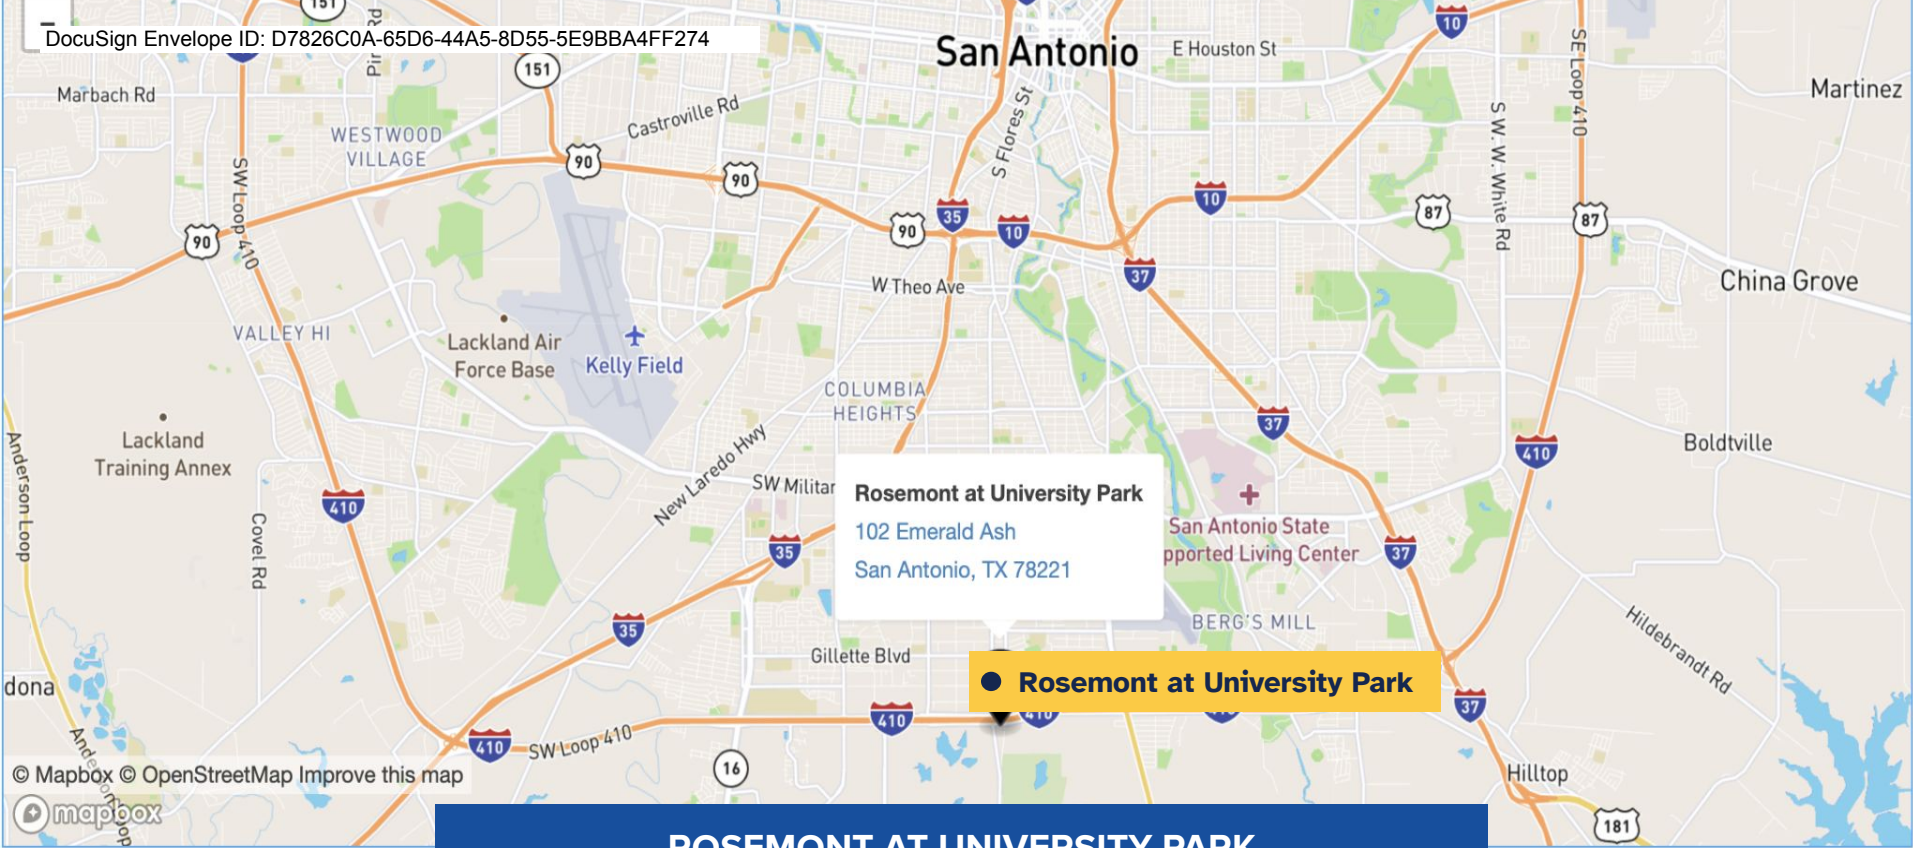 151
DocuSign Envelope ID: D7826C0A-65D6-44A5-8D55-5E9BBA4FF274
San Antonio
E Houston St
10
SE Loop 410
Martinez
Marbach Rd
151
Castroville Rd
S Flores St
S W. W. White Rd
WESTWOOD
VILLAGE
90
90
SW Loop 410
90
90
35
10
10
37
87
87
China Grove
W Theo Ave
VALLEY HI
Lackland Air
Force Base
Kelly Field
COLUMBIA
HEIGHTS
37
410
Boldtville
Lackland
Training Annex
Anderson Loop
New Laredo Hwy
SW Militar
410
Covel Rd
35
Rosemont at University Park
102 Emerald Ash
San Antonio, TX 78221
San Antonio State
pported Living Center
37
35
BERG'S MILL
Hildebrandt Rd
Gillette Blvd
dona
Rosemont at University Park
410
410
37
410
SW Loop 410
16
Hilltop
181
© Mapbox © OpenStreetMap Improve this map
mapbox
Anderson Loop
ROSEMONT AT UNIVERSITY PARK